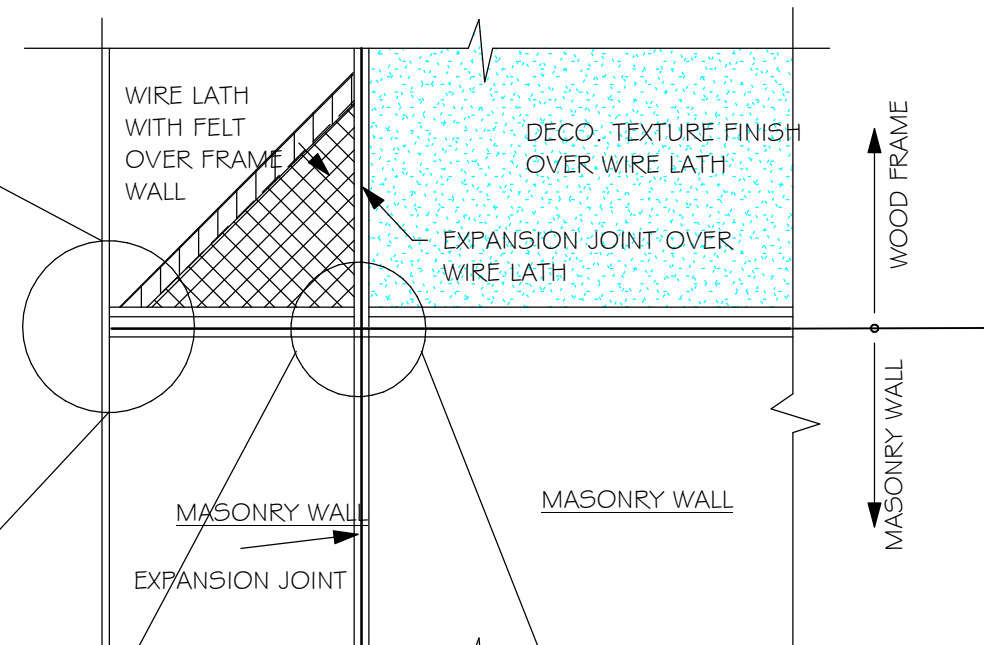 WIRE LATH
WITH FELT
OVER FRAME
WALL
DECO. TEXTURE FINISH
OVER WIRE LATH
EXPANSION JOINT OVER
WIRE LATH
WOOD FRAME
MASONRY WALL
MASONRY WALL
MASONRY WALL
EXPANSION JOINT